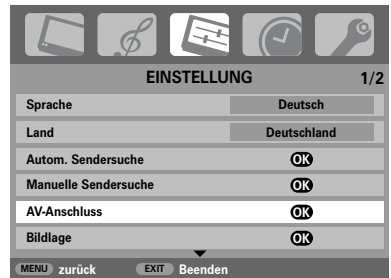 EINSTELLUNG 1/2
Sprache Deutsch
Land Deutschland
Autom. Sendersuche OK
Manuelle Sendersuche OK
AV-Anschluss OK
Bildlage OK
MENU zurück EXIT Beenden